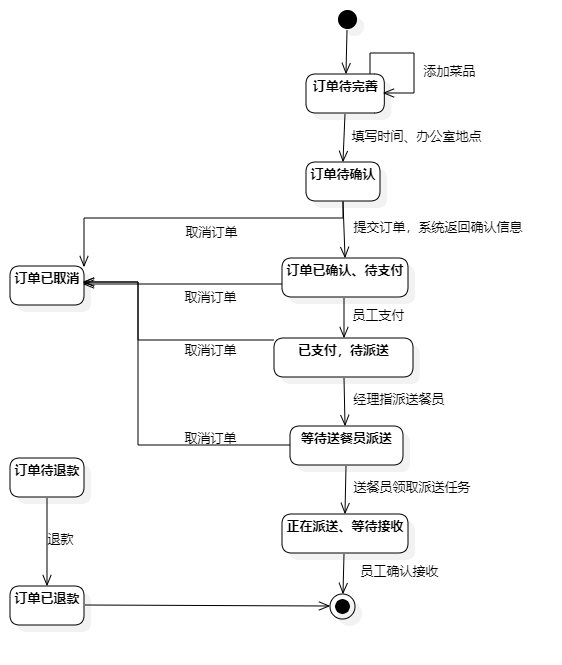 添加菜品
订单待完善
填写时间、办公室地点
订单待确认
取消订单
提交订单，系统返回确认信息
订单已取消
订单已确认、待支付
取消订单
员工支付
取消订单
已支付，待派送
经理指派送餐员
取消订单
等待送餐员派送
订单待退款
送餐员领取派送任务
正在派送、等待接收
退款
员工确认接收
订单已退款